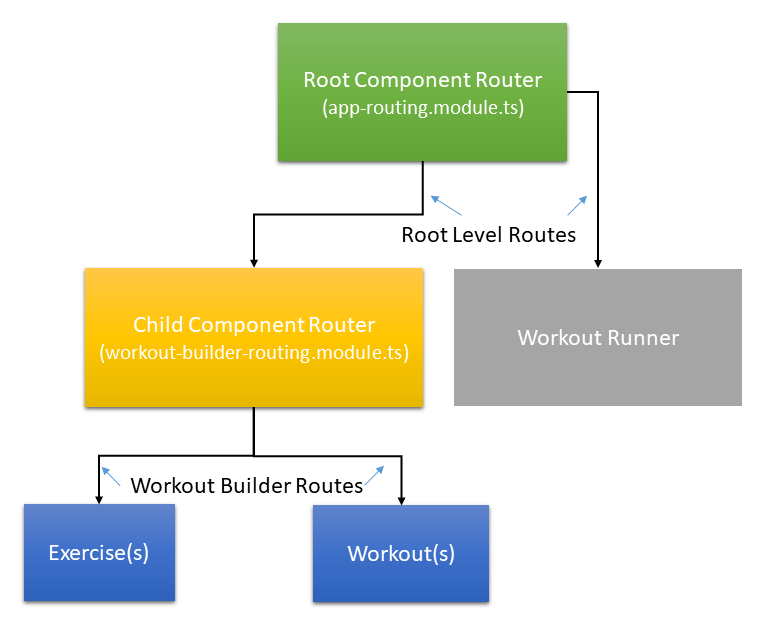 Root Component Router
(app-routing.module.ts)
Root Level Routes
Child Component Router
(workout-builder-routing.module.ts)
Workout Runner
Workout Builder Routes
Exercise(s)
Workout(s)